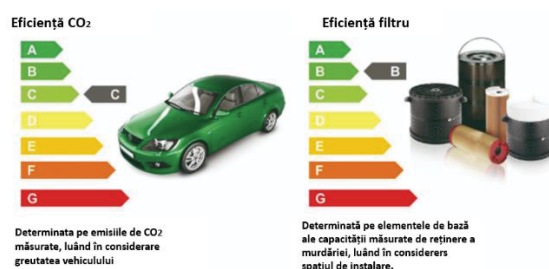 Eficiență CO₂
A
B
C
C
D
E
F
G
Determinata pe emisiile de CO₂
măsurate, luând în considerare
greutatea vehiculului
Eficiență filtru
A
B
B
C
D
E
F
G
Determinată pe elementele de bază
ale capacității măsurate de reținere a
murdăriei, luând în considerers
spațiul de instalare.